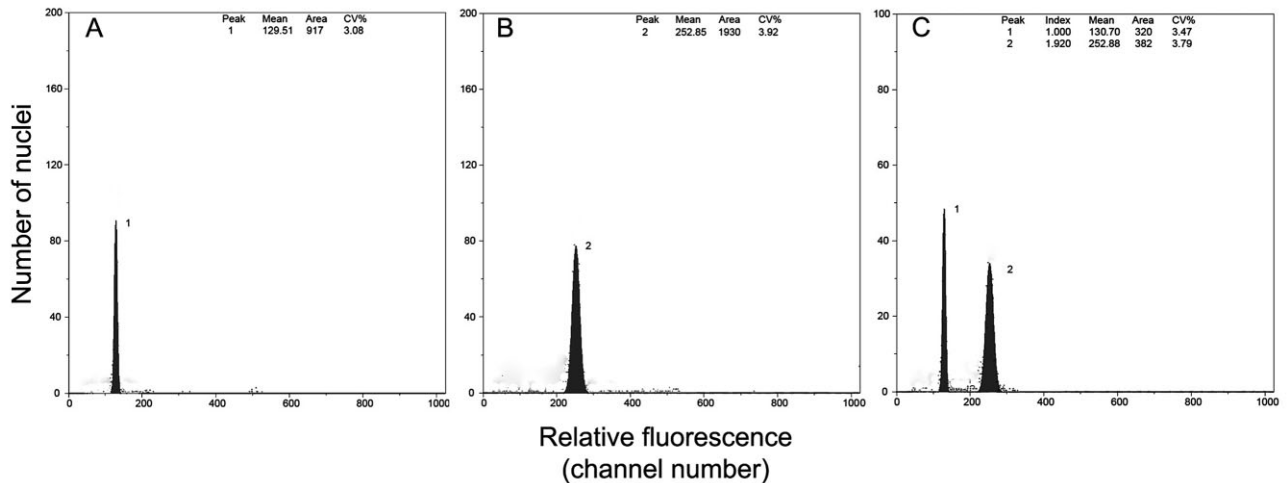 A
Peak Mean Area CV%
1 129.51 917 3.08
200
160
120
80
40
0
1
0 200 400 600 800 1000
B
Peak Mean Area CV%
2 252.85 1930 3.92
200
160
120
80
40
0
2
0 200 400 600 800 1000
C
Peak Index Mean Area CV%
1 1.000 130.70 320 3.47
2 1.920 252.88 382 3.79
100
80
60
40
20
0
1
2
0 200 400 600 800 1000
Number of nuclei
Relative fluorescence
(channel number)